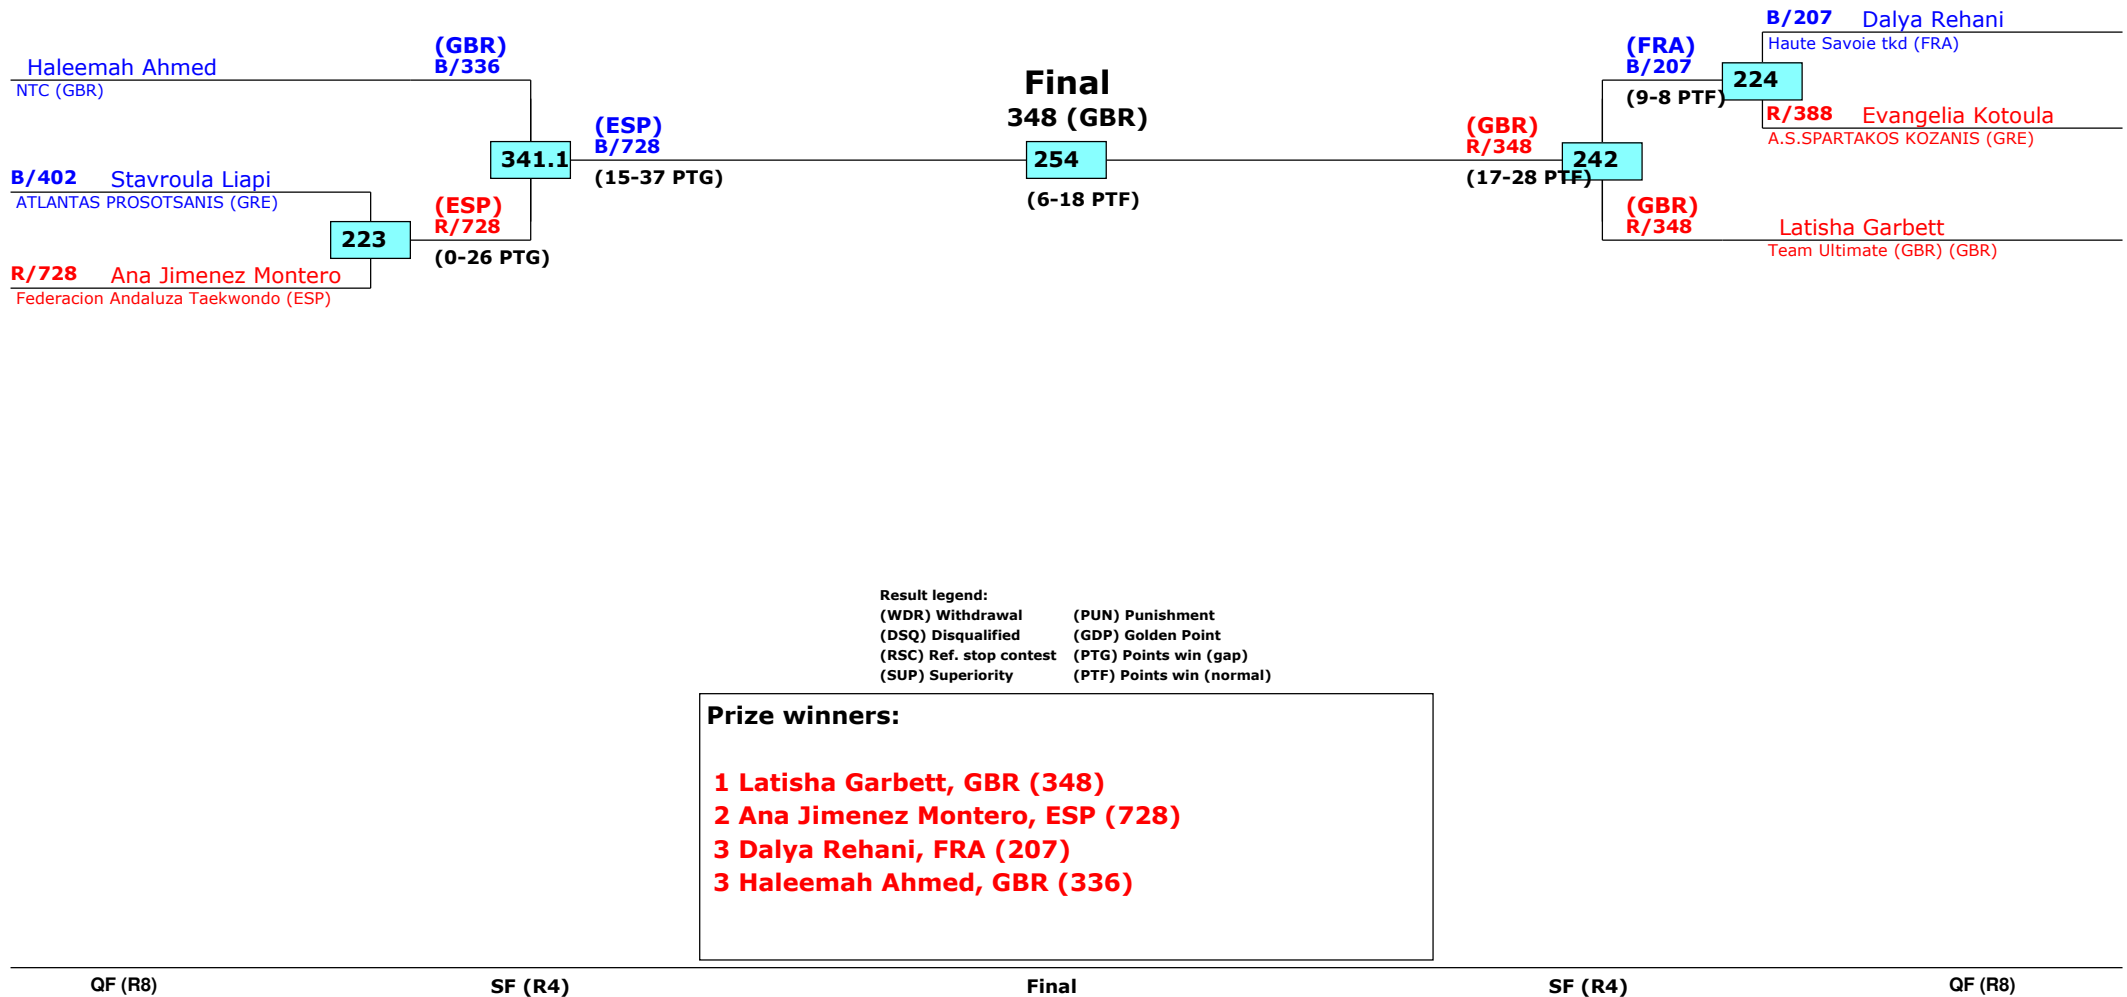 Haleemah Ahmed
NTC (GBR)
(GBR)
B/336
B/402 Stavroula Liapi
ATLANTAS PROSOTSANIS (GRE)
223
R/728 Ana Jimenez Montero
Federacion Andaluza Taekwondo (ESP)
(ESP)
R/728
(0-26 PTG)
341.1
(ESP)
B/728
(15-37 PTG)
Final
348 (GBR)
254
(6-18 PTF)
(GBR)
R/348
(17-28 PTF)
242
(FRA)
B/207
(9-8 PTF)
224
B/207 Dalya Rehani
Haute Savoie tkd (FRA)
R/388 Evangelia Kotoula
A.S.SPARTAKOS KOZANIS (GRE)
(GBR)
R/348
Latisha Garbett
Team Ultimate (GBR) (GBR)
Result legend:
(WDR) Withdrawal (PUN) Punishment
(DSQ) Disqualified (GDP) Golden Point
(RSC) Ref. stop contest (PTG) Points win (gap)
(SUP) Superiority (PTF) Points win (normal)
Prize winners:
1 Latisha Garbett, GBR (348)
2 Ana Jimenez Montero, ESP (728)
3 Dalya Rehani, FRA (207)
3 Haleemah Ahmed, GBR (336)
QF (R8) SF (R4) Final SF (R4) QF (R8)